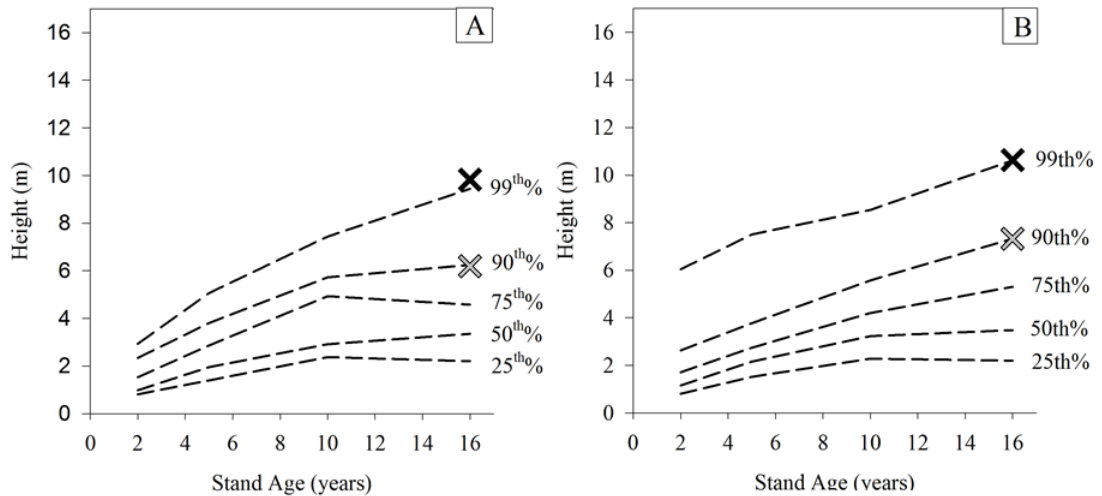 A
16
14
12
10
8
6
4
2
0
Height (m)
99th%
90th%
75th%
50th%
25th%
0 2 4 6 8 10 12 14 16
Stand Age (years)
B
16
14
12
10
8
6
4
2
0
Height (m)
99th%
90th%
75th%
50th%
25th%
0 2 4 6 8 10 12 14 16
Stand Age (years)